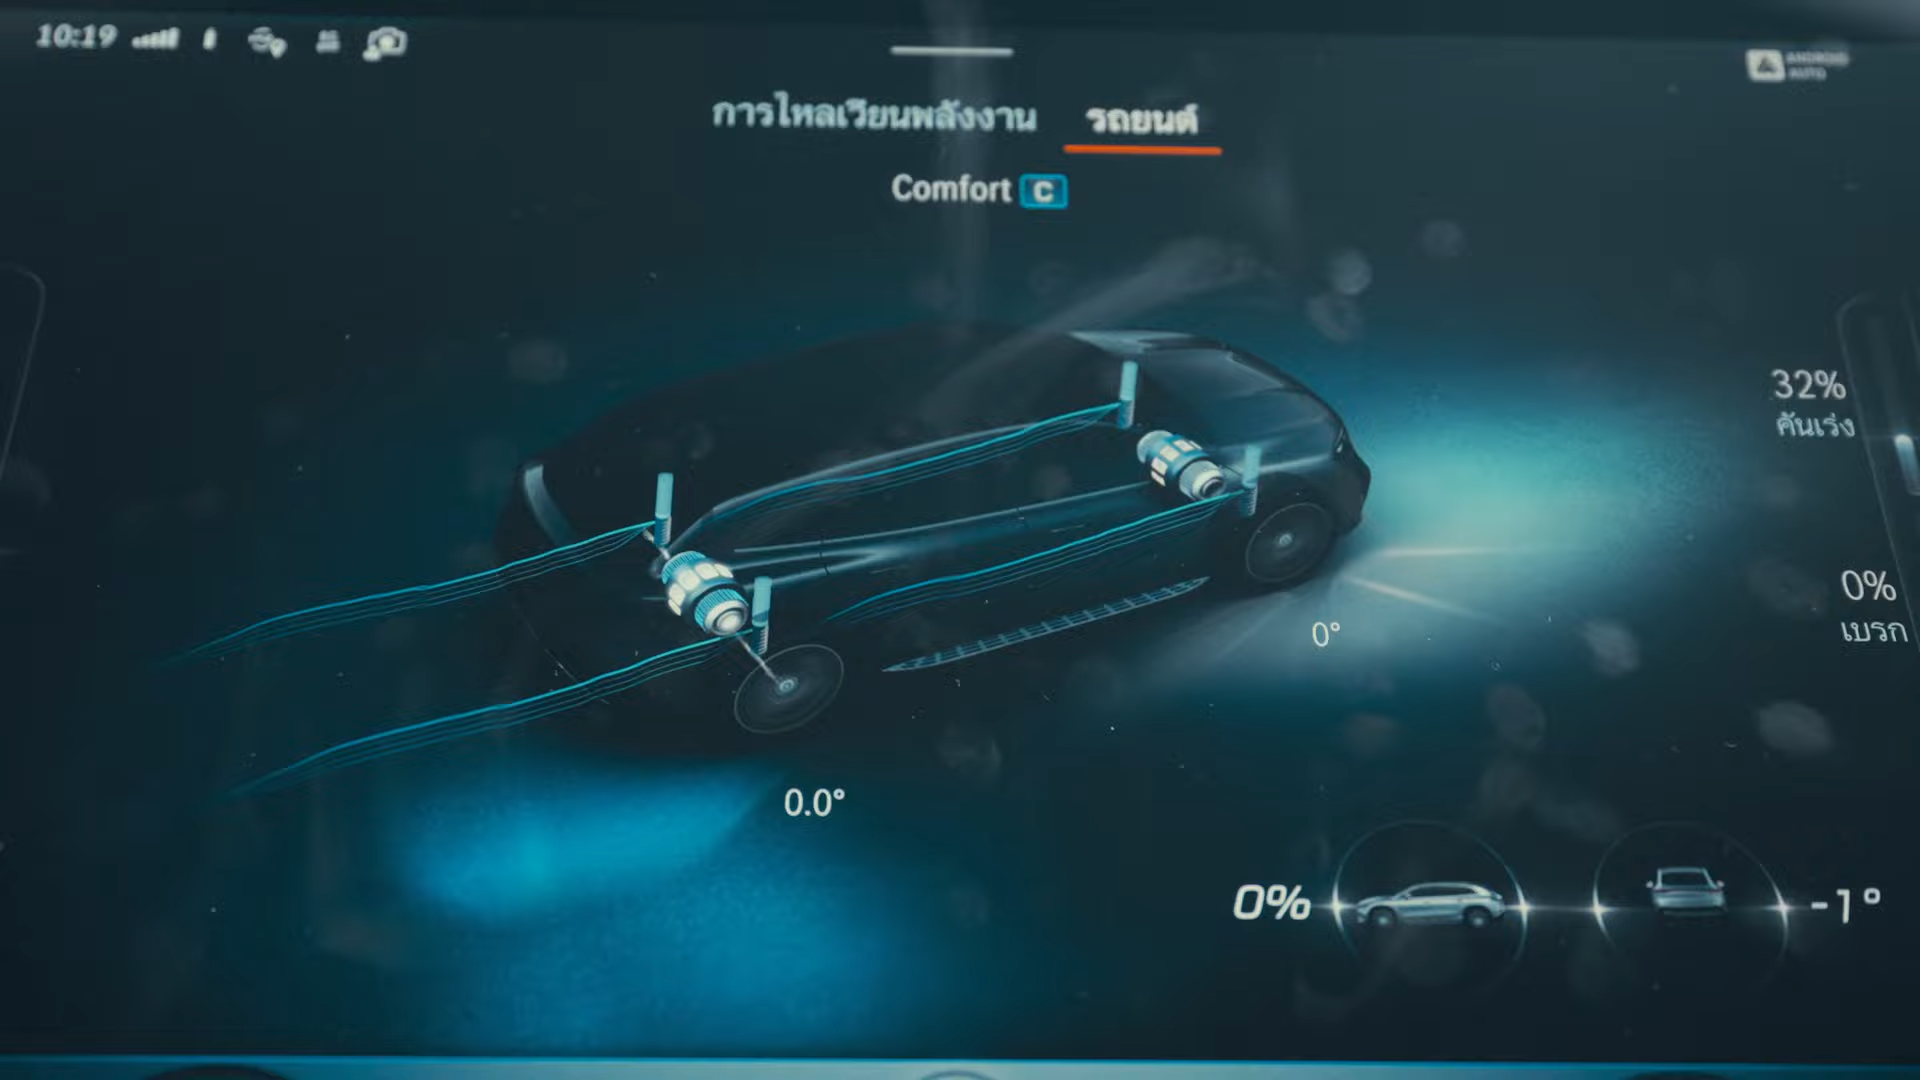 10:19
ANDROID
AUTO
การไหลเวียนพลังงาน รถยนต์
Comfort C
32%
คันเร่ง
0%
เบรก
0°
0.0°
0% -1°